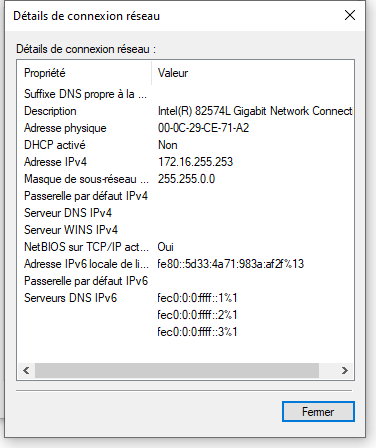 Détails de connexion réseau
Détails de connexion réseau :
Propriété Valeur
Suffixe DNS propre à la ...
Description Intel(R) 82574L Gigabit Network Connect
Adresse physique 00-0C-29-CE-71-A2
DHCP activé Non
Adresse IPv4 172.16.255.253
Masque de sous-réseau ... 255.255.0.0
Passerelle par défaut IPv4
Serveur DNS IPv4
Serveur WINS IPv4
NetBIOS sur TCP/IP act... Oui
Adresse IPv6 locale de li... fe80::5d33:4a71:983a:af2f%13
Passerelle par défaut IPv6
Serveurs DNS IPv6 fec0:0:0:ffff::1%1
fec0:0:0:ffff::2%1
fec0:0:0:ffff::3%1
Fermer